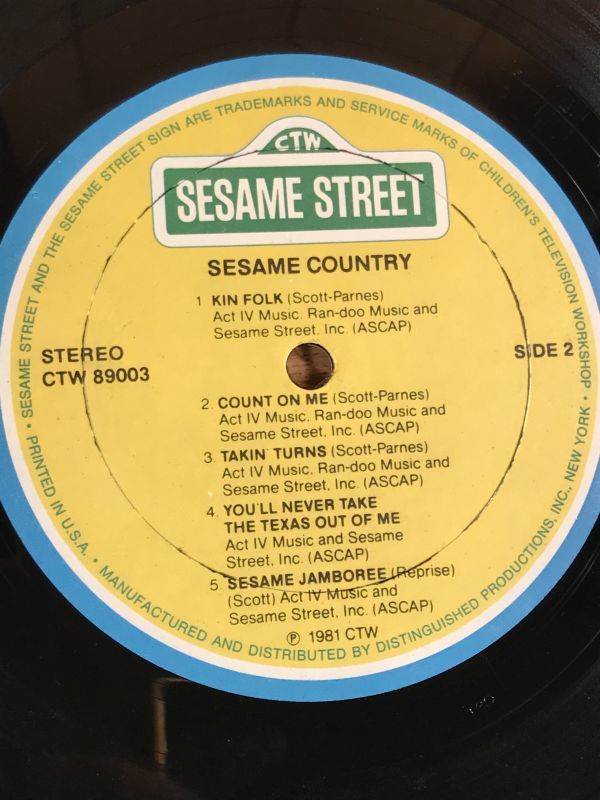 CTW
SESAME STREET
SESAME COUNTRY
1 KIN FOLK (Scott-Parnes)
Act IV Music. Ran-doo Music and
Sesame Street. Inc. (ASCAP)
STEREO
CTW 89003
SIDE 2
2. COUNT ON ME (Scott-Parnes)
Act IV Music. Ran-doo Music and
Sesame Street, Inc. (ASCAP)
3. TAKIN' TURNS (Scott-Parnes)
Act IV Music. Ran-doo Music and
Sesame Street, Inc. (ASCAP)
4. YOU'LL NEVER TAKE
THE TEXAS OUT OF ME
Act IV Music and Sesame
Street, Inc. (ASCAP)
5. SESAME JAMBOREE (Reprise)
(Scott) Act IV Music and
Sesame Street, Inc. (ASCAP)
℗ 1981 CTW
• SESAME STREET AND THE SESAME STREET SIGN ARE TRADEMARKS AND SERVICE MARKS OF CHILDREN'S TELEVISION WORKSHOP •
• PRINTED IN U.S.A. • MANUFACTURED AND DISTRIBUTED BY DISTINGUISHED PRODUCTIONS, INC. NEW YORK •